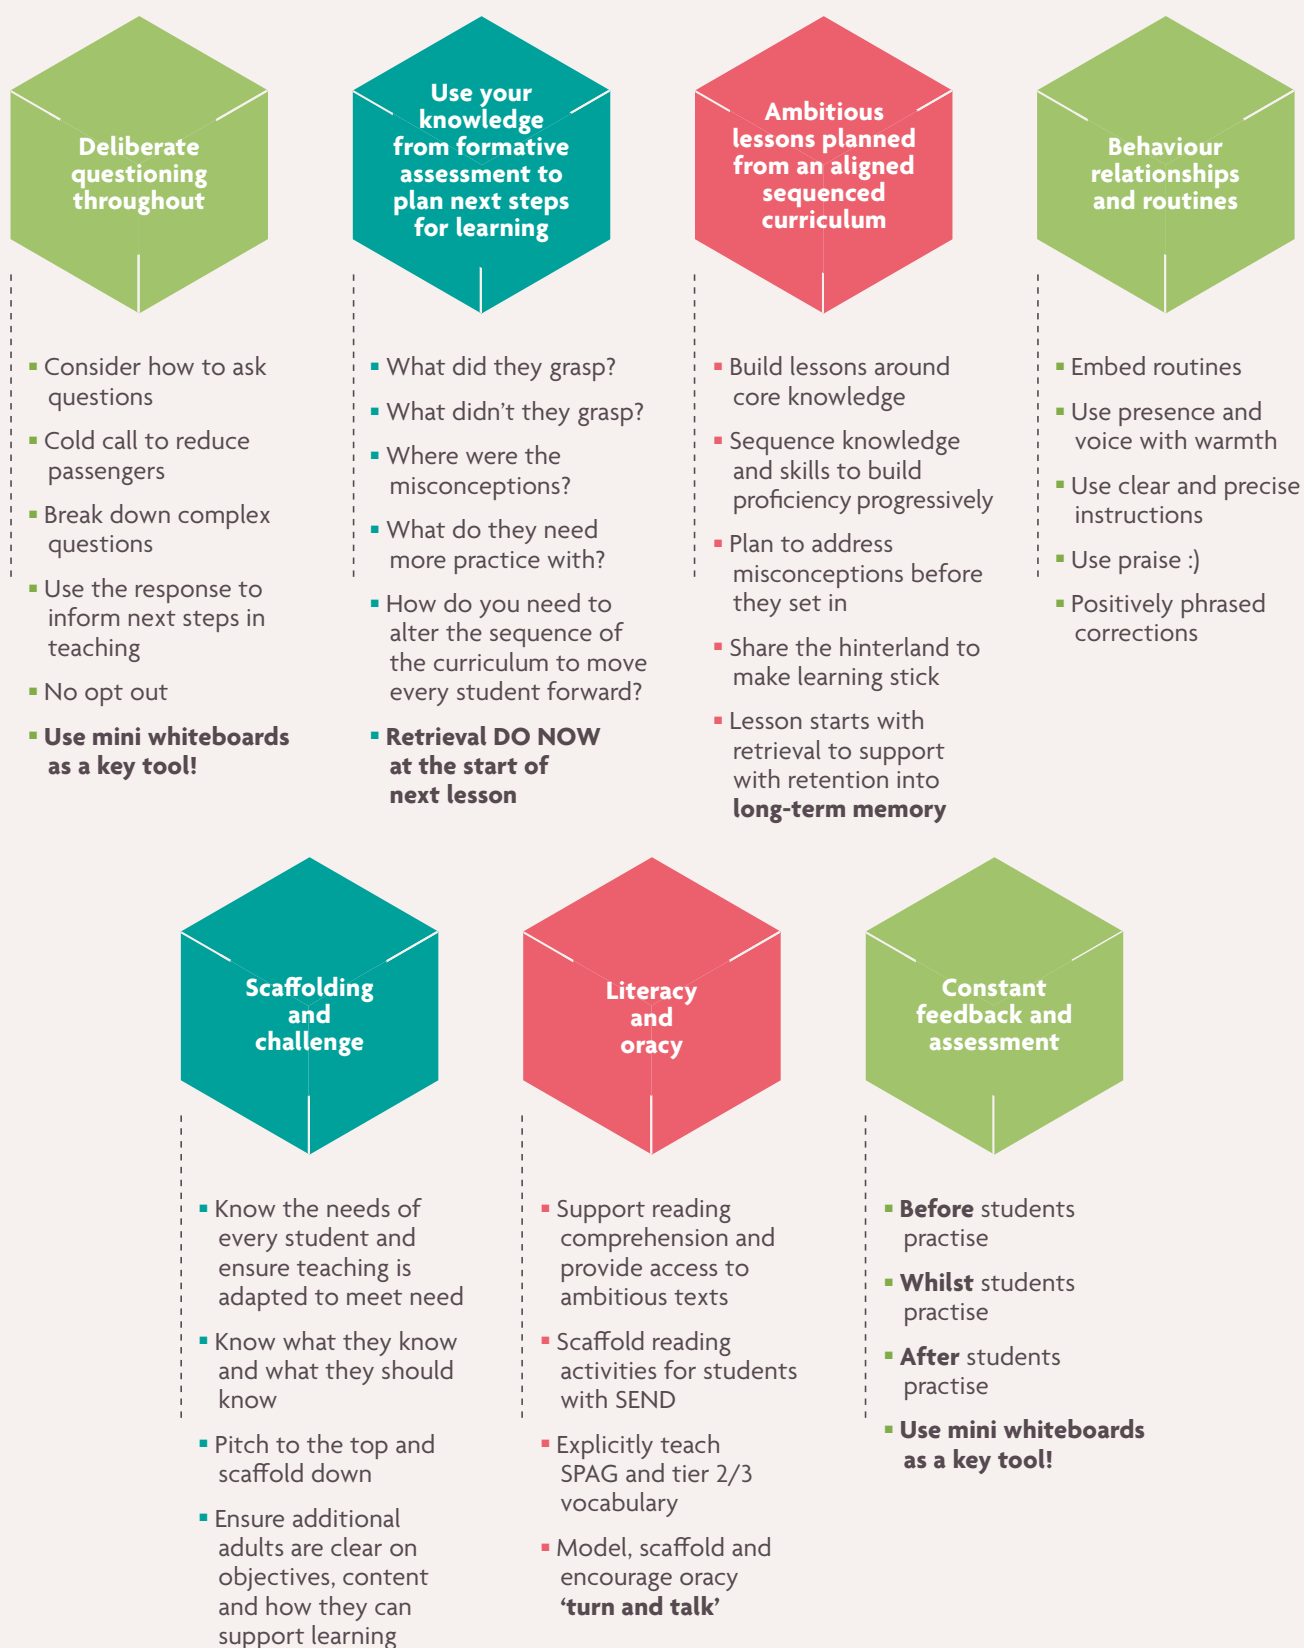 Deliberate
questioning
throughout
Consider how to ask
questions
Cold call to reduce
passengers
Break down complex
questions
Use the response to
inform next steps in
teaching
No opt out
Use mini whiteboards
as a key tool!
Use your
knowledge
from formative
assessment to
plan next steps
for learning
What did they grasp?
What didn't they grasp?
Where were the
misconceptions?
What do they need
more practice with?
How do you need to
alter the sequence of
the curriculum to move
every student forward?
Retrieval DO NOW
at the start of
next lesson
Ambitious
lessons planned
from an aligned
sequenced
curriculum
Build lessons around
core knowledge
Sequence knowledge
and skills to build
proficiency progressively
Plan to address
misconceptions before
they set in
Share the hinterland to
make learning stick
Lesson starts with
retrieval to support
with retention into
long-term memory
Behaviour
relationships
and routines
Embed routines
Use presence and
voice with warmth
Use clear and precise
instructions
Use praise :)
Positively phrased
corrections
Scaffolding
and
challenge
Know the needs of
every student and
ensure teaching is
adapted to meet need
Know what they know
and what they should
know
Pitch to the top and
scaffold down
Ensure additional
adults are clear on
objectives, content
and how they can
support learning
Literacy
and
oracy
Support reading
comprehension and
provide access to
ambitious texts
Scaffold reading
activities for students
with SEND
Explicitly teach
SPAG and tier 2/3
vocabulary
Model, scaffold and
encourage oracy
‘turn and talk’
Constant
feedback and
assessment
Before students
practise
Whilst students
practise
After students
practise
Use mini whiteboards
as a key tool!